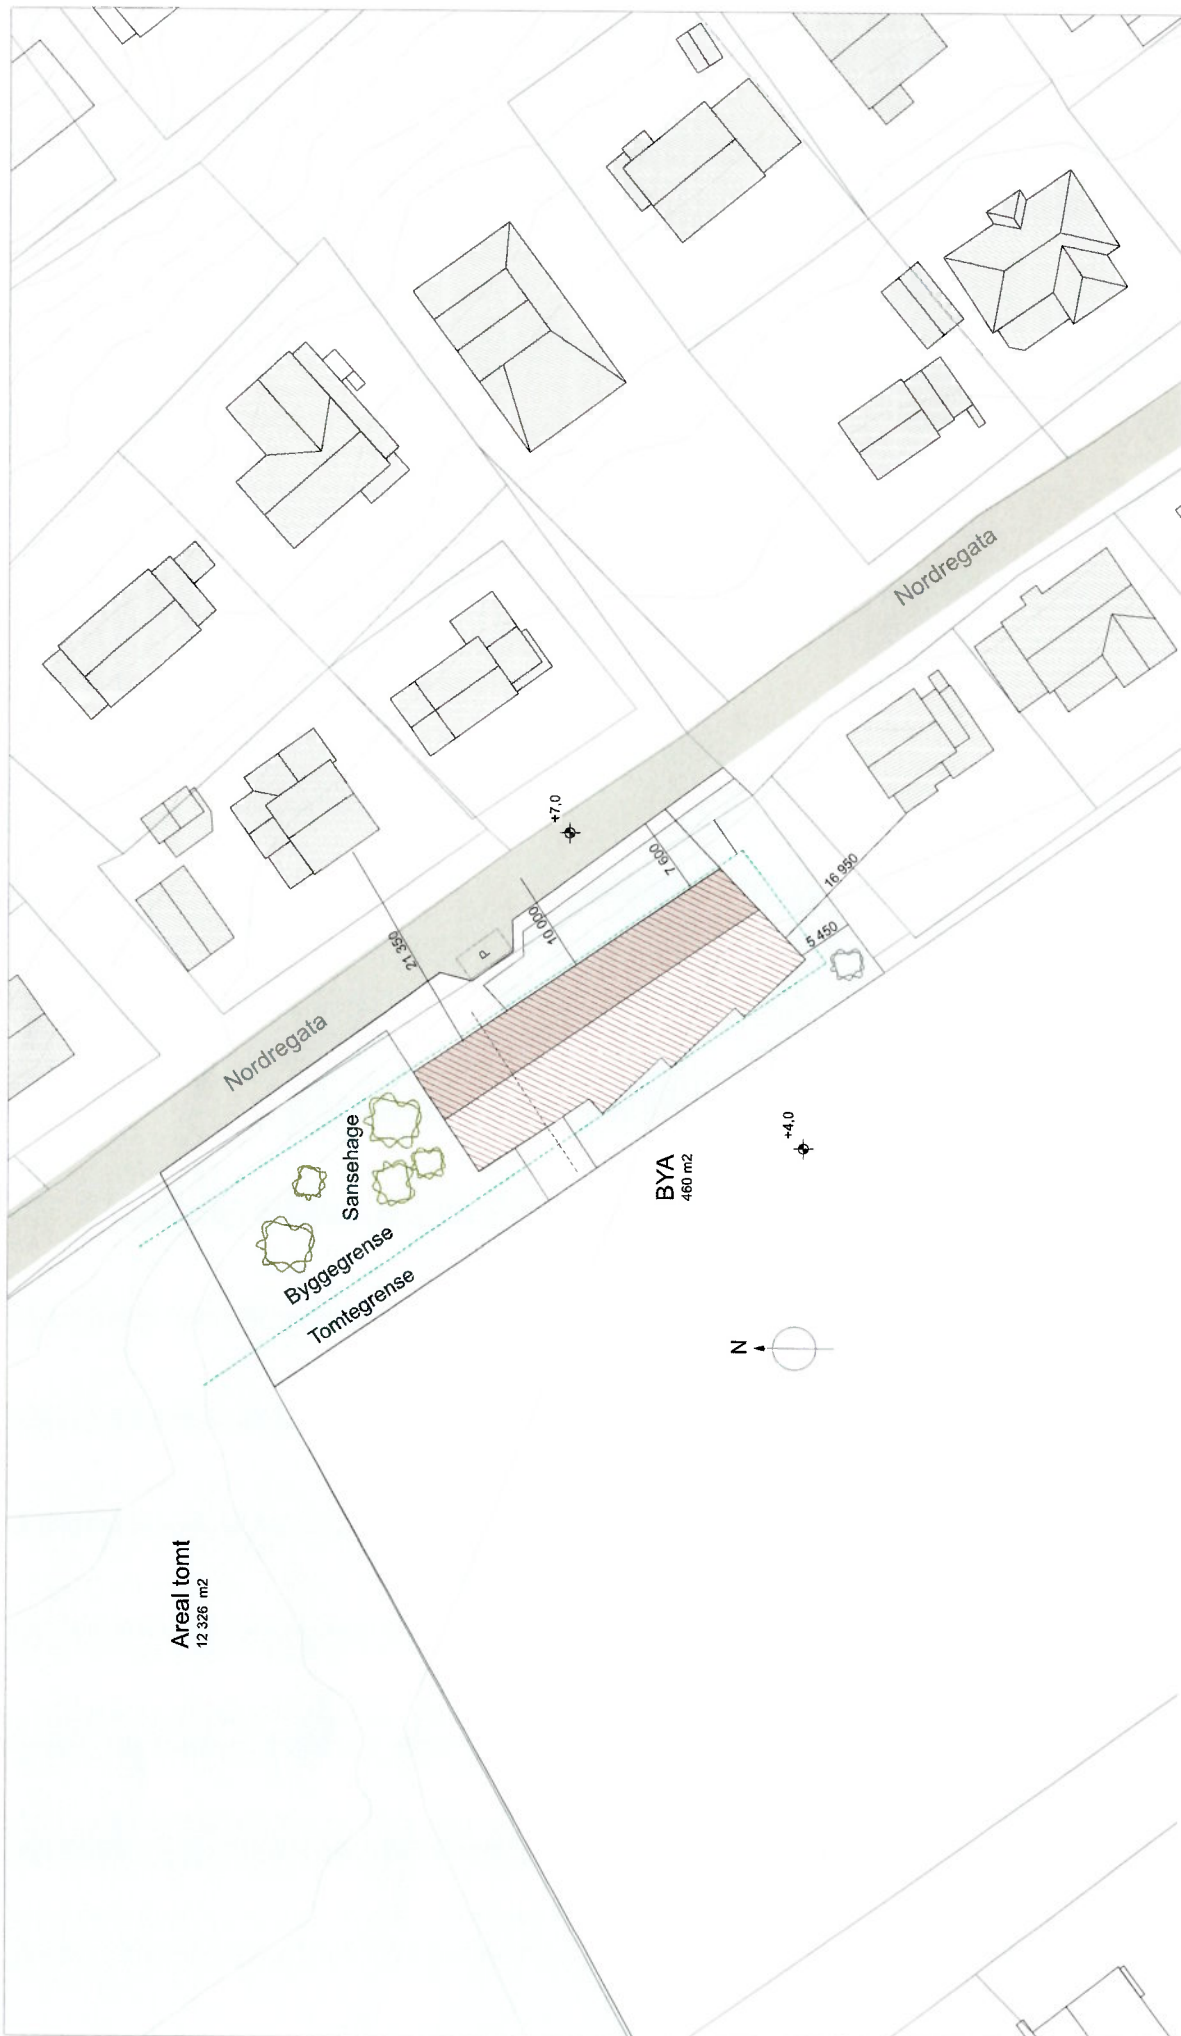 Nordregata
Nordregata
+7,0
21 350
P
10 000
7 600
16 950
5 450
Sansehage
Byggegrense
Tomtegrense
BYA
460 m2
+4,0
N
Areal tomt
12 326 m2